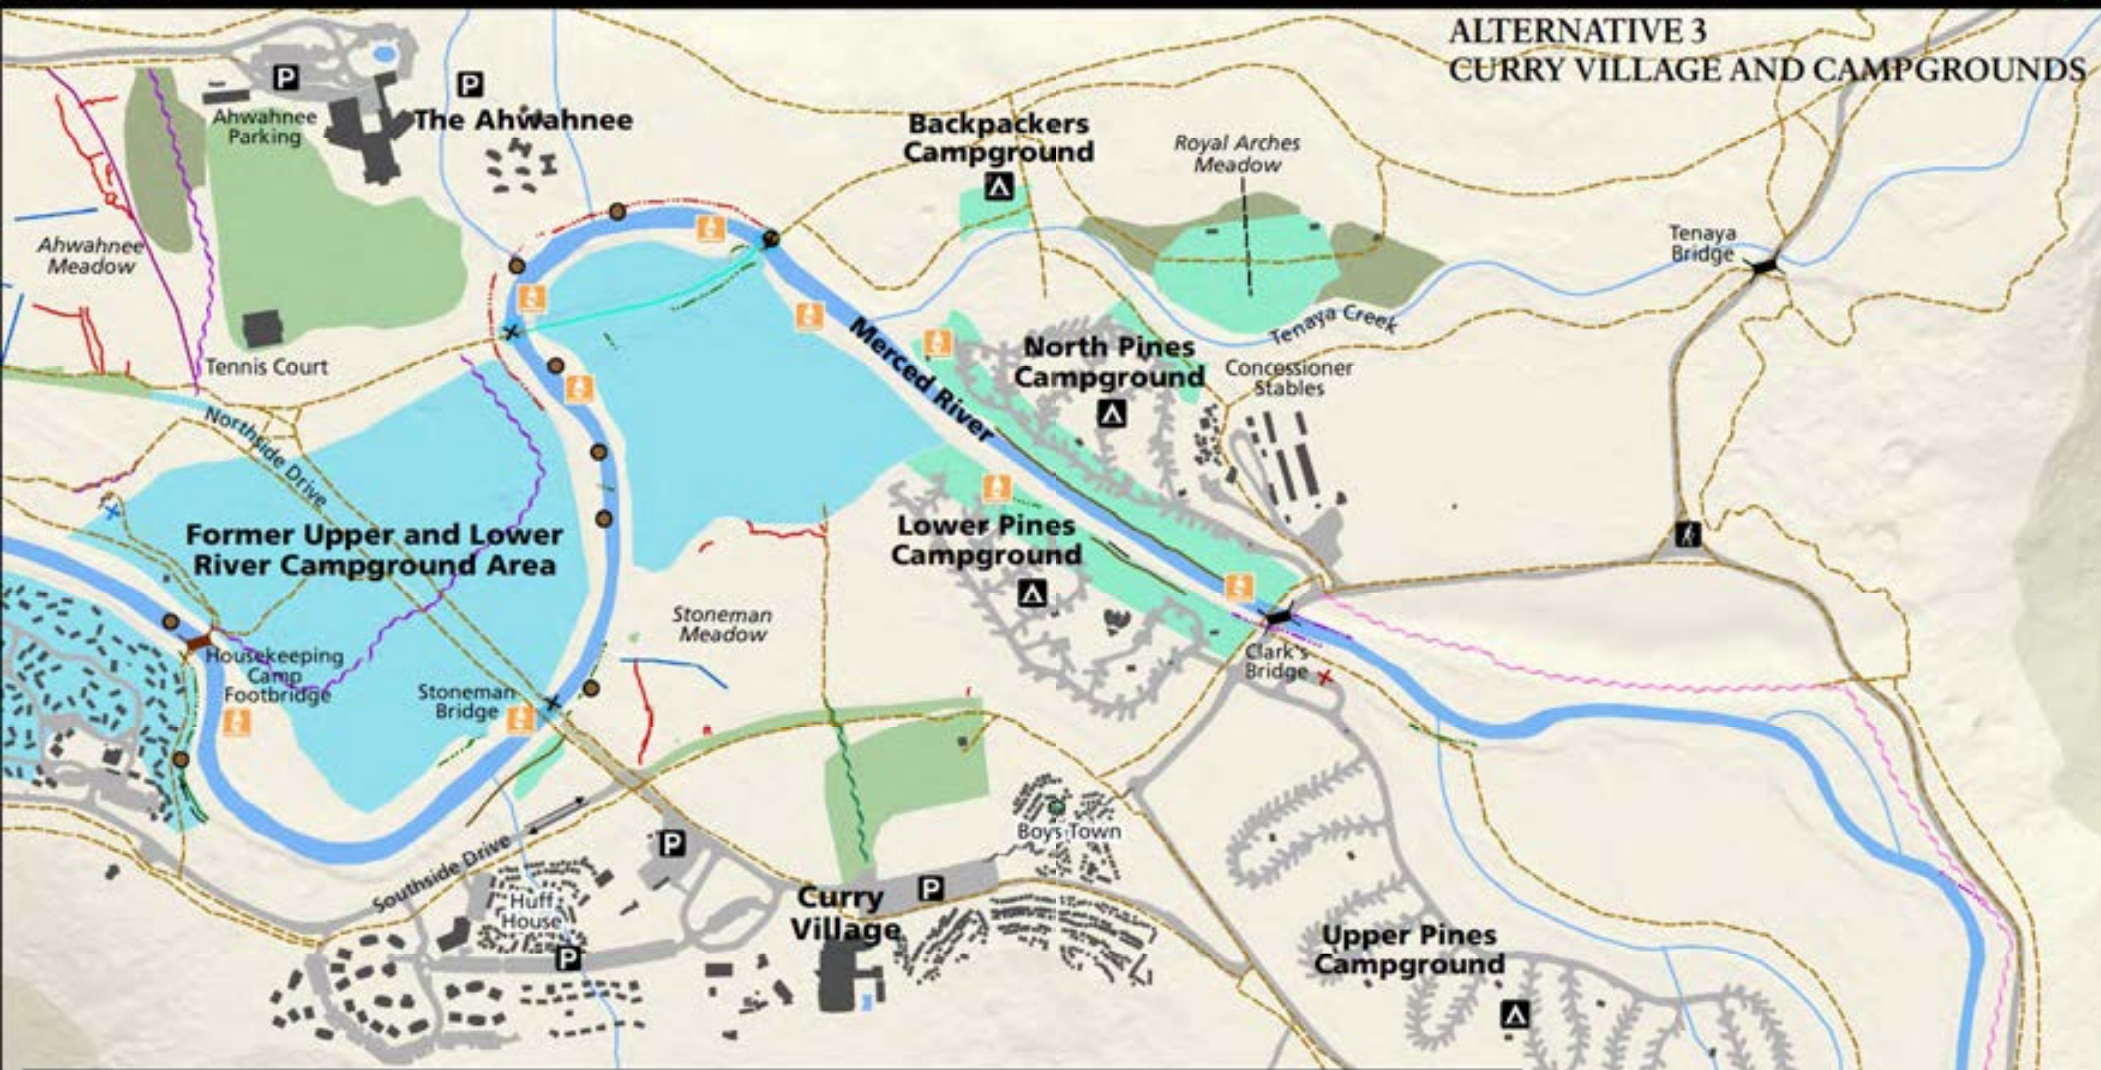 ALTERNATIVE 3
CURRY VILLAGE AND CAMPGROUNDS
P
P
Ahwahnee
Parking
The Ahwahnee
Backpackers
Campground
Royal Arches
Meadow
Ahwahnee
Meadow
Tenaya
Bridge
Tenaya Creek
Merced River
North Pines
Campground
Concessioner
Stables
Tennis Court
Northside Drive
Former Upper and Lower
River Campground Area
Lower Pines
Campground
Stoneman
Meadow
Housekeeping
Camp
Footbridge
Stoneman
Bridge
Clark's
Bridge
Southside Drive
P
Boys Town
Huff
House
Curry
Village
P
P
Upper Pines
Campground